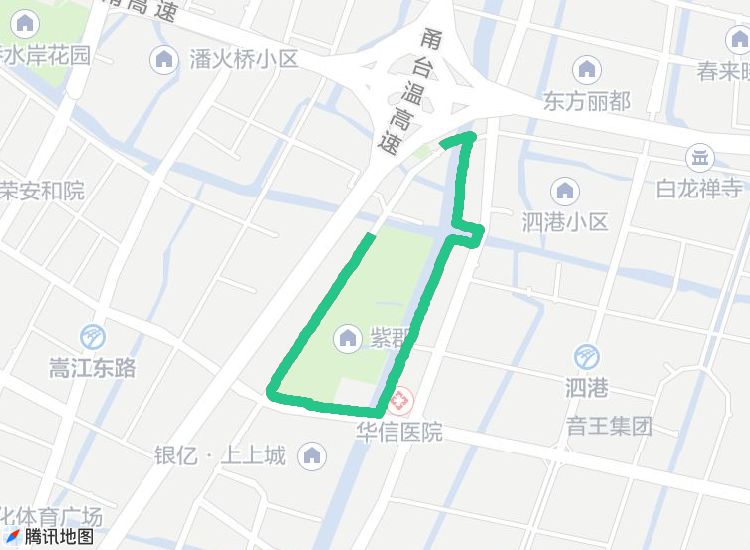 甬高速
桥水岸花园
潘火桥小区
甬台温高速
东方丽都
春来晓
荣安和院
白龙禅寺
泗港小区
紫郡
嵩江东路
泗港
音王集团
华信医院
银亿·上上城
化体育广场
腾讯地图